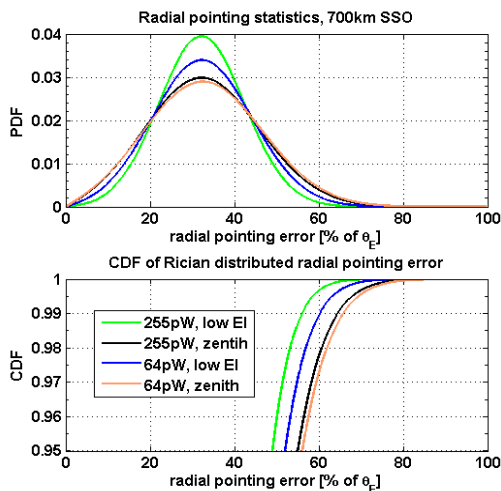 Radial pointing statistics, 700km SSO
0.04
0.03
0.02
0.01
0
PDF
0 20 40 60 80 100
radial pointing error [% of θE]
CDF of Rician distributed radial pointing error
1
0.99
0.98
0.97
0.96
0.95
CDF
255pW, low El
255pW, zentih
64pW, low El
64pW, zenith
0 20 40 60 80 100
radial pointing error [% of θE]